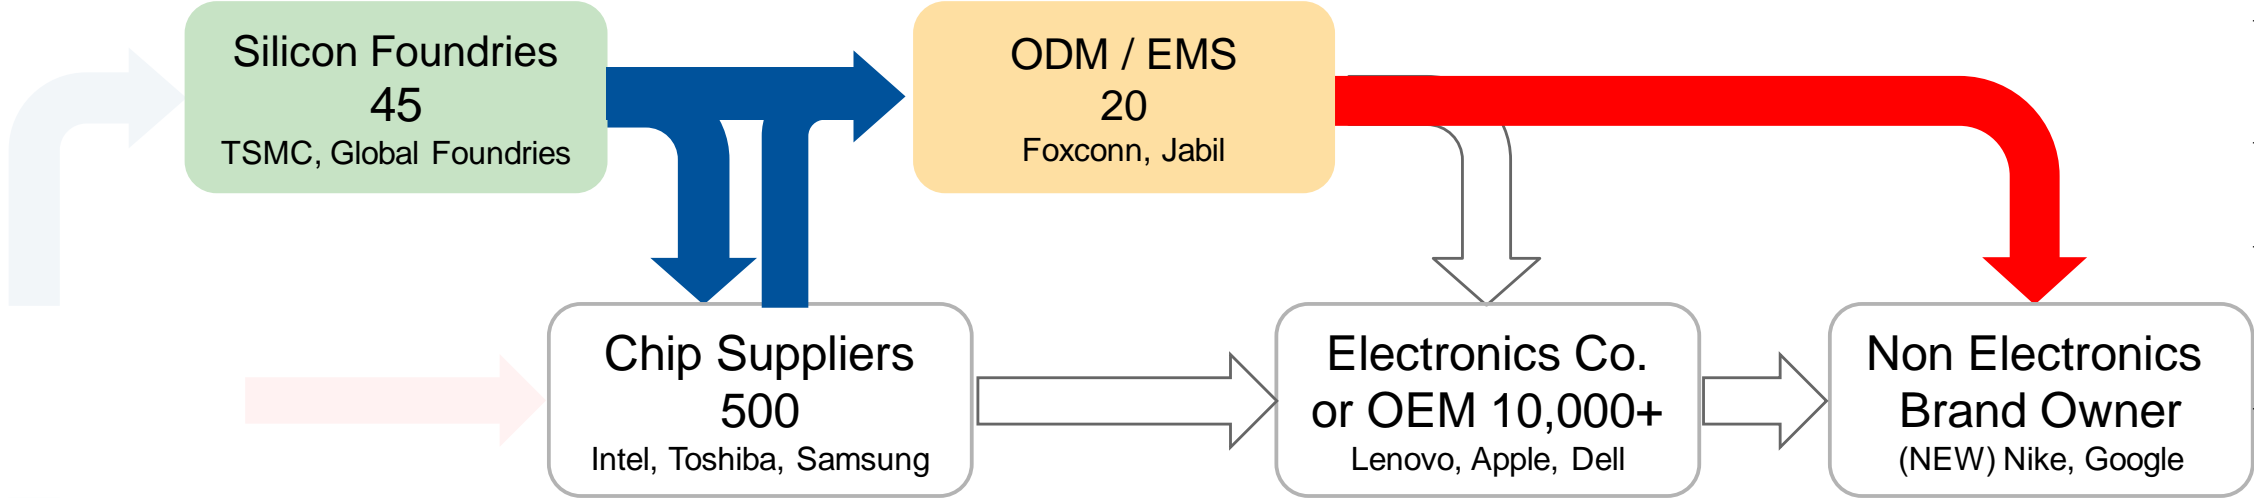 Silicon Foundries
45
TSMC, Global Foundries
ODM / EMS
20
Foxconn, Jabil
Chip Suppliers
500
Intel, Toshiba, Samsung
Electronics Co.
or OEM 10,000+
Lenovo, Apple, Dell
Non Electronics
Brand Owner
(NEW) Nike, Google